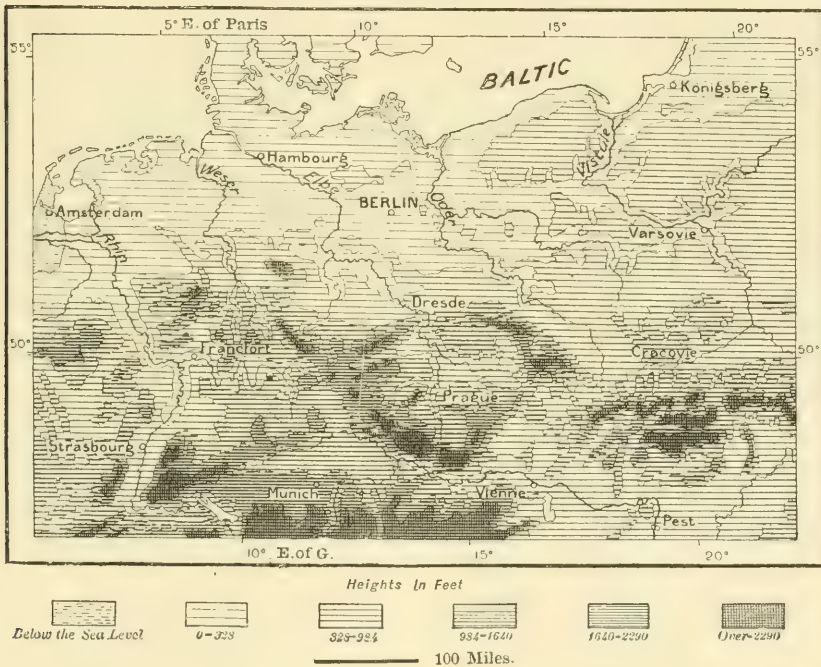 5° E. of Paris 10° 15° 20°
55° 55°
BALTIC
Königsberg
Vistule
Hambourg
Weser
Elbe
BERLIN
Oder
Amsterdam
Varsovie
Rhin
Dresde
50° Francfort Cracovie 50°
Prague
Strasbourg
Munich Vienne
Pest
10° E. of G. 15° 20°
Heights In Feet
Below the Sea Level 0-328 328-984 984-1640 1640-2290 Over-2290
100 Miles.